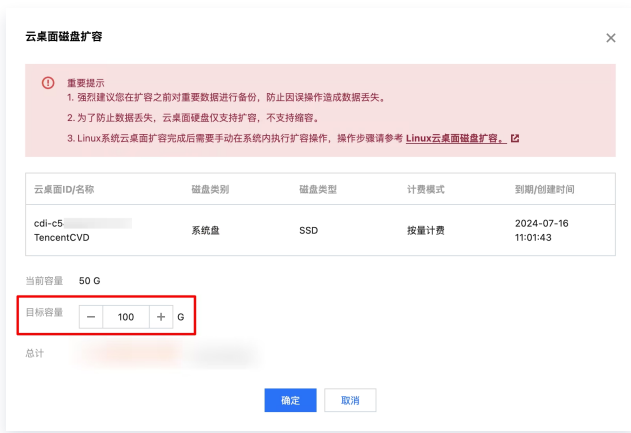 云桌面磁盘扩容
重要提示
1. 强烈建议您在扩容之前对重要数据进行备份，防止因误操作造成数据丢失。
2. 为了防止数据丢失，云桌面硬盘仅支持扩容，不支持缩容。
3. Linux系统云桌面扩容完成后需要手动在系统内执行扩容操作，操作步骤请参考 Linux云桌面磁盘扩容。
云桌面ID/名称 磁盘类别 磁盘类型 计费模式 到期/创建时间
cdi-c5
TencentCVD
系统盘 SSD 按量计费
2024-07-16
11:01:43
当前容量 50 G
目标容量 − 100 + G
总计
确定 取消